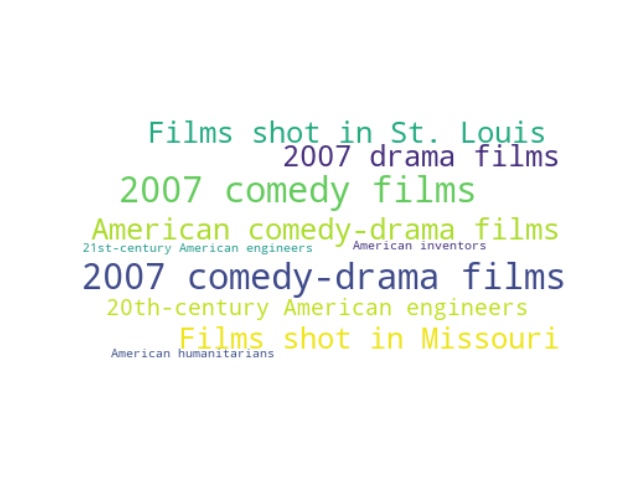 Films shot in St. Louis
2007 drama films
2007 comedy films
American comedy-drama films
21st-century American engineers
American inventors
2007 comedy-drama films
20th-century American engineers
Films shot in Missouri
American humanitarians